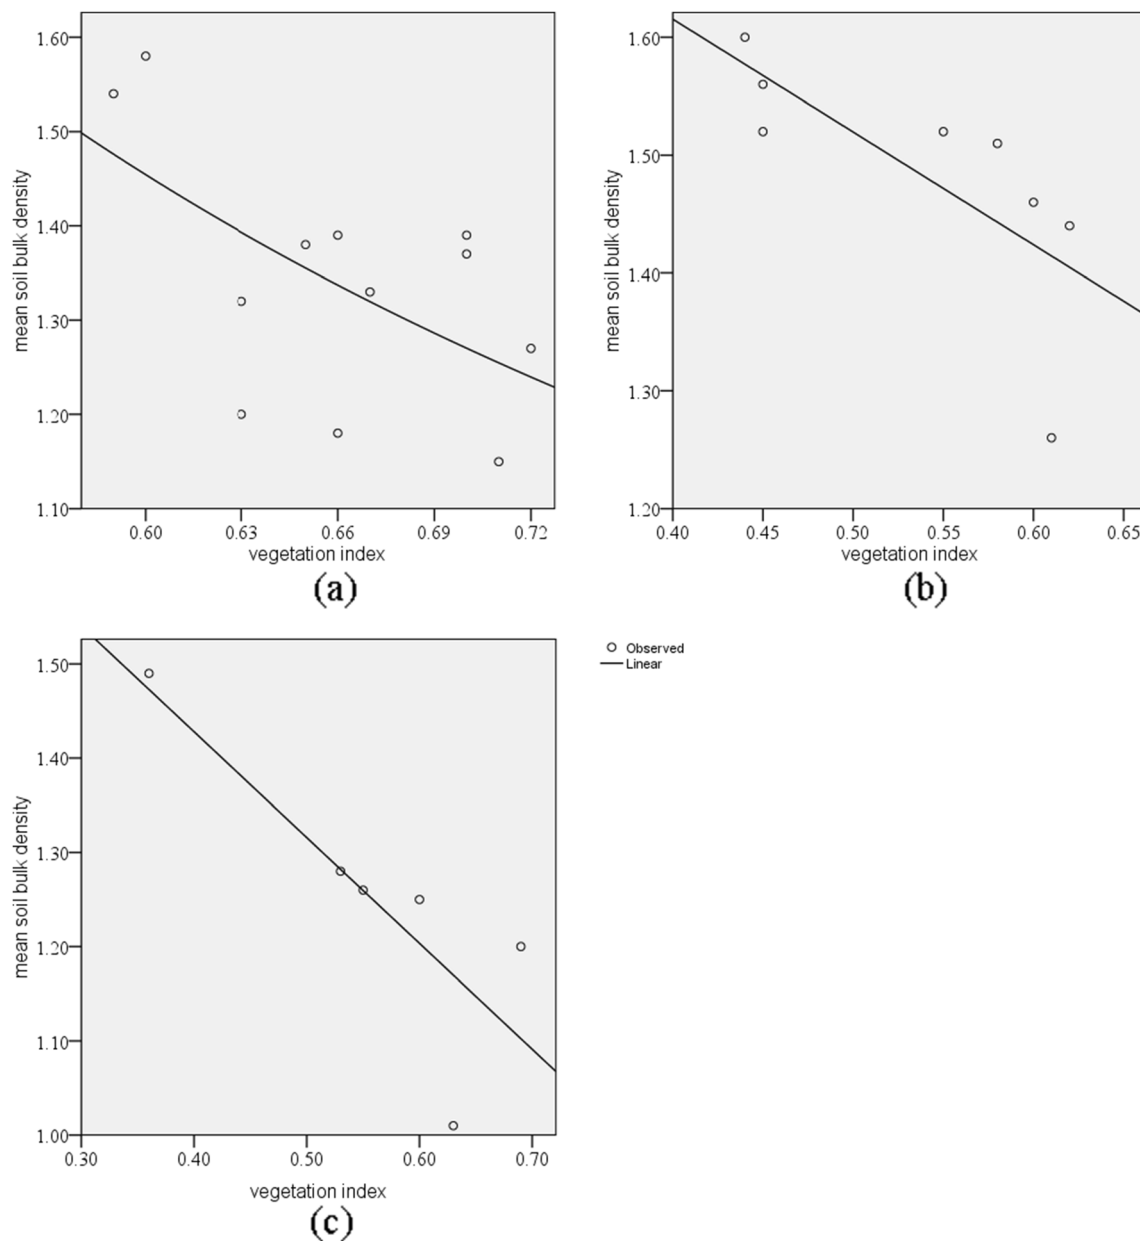 mean soil bulk density
1.60
1.50
1.40
1.30
1.20
1.10
0.60 0.63 0.66 0.69 0.72
vegetation index
(a)
mean soil bulk density
1.60
1.50
1.40
1.30
1.20
0.40 0.45 0.50 0.55 0.60 0.65
vegetation index
(b)
mean soil bulk density
1.50
1.40
1.30
1.20
1.10
1.00
0.30 0.40 0.50 0.60 0.70
vegetation index
(c)
Observed
Linear